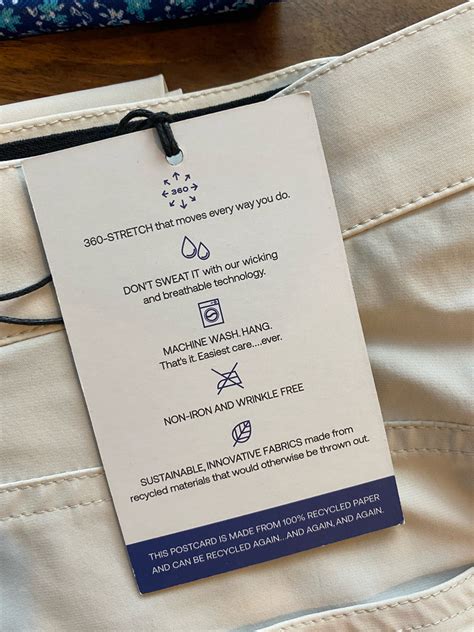 360
360-STRETCH that moves every way you do.
DON'T SWEAT IT with our wicking
and breathable technology.
MACHINE WASH. HANG.
That's it. Easiest care....ever.
NON-IRON AND WRINKLE FREE
SUSTAINABLE, INNOVATIVE FABRICS made from
recycled materials that would otherwise be thrown out.
THIS POSTCARD IS MADE FROM 100% RECYCLED PAPER
AND CAN BE RECYCLED AGAIN...AND AGAIN, AND AGAIN.